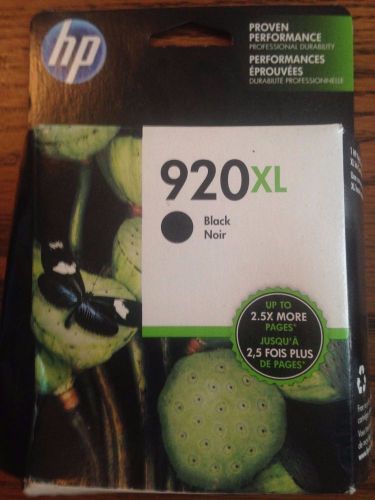 hp
PROVEN
PERFORMANCE
PROFESSIONAL DURABILITY
PERFORMANCES
ÉPROUVÉES
DURABILITÉ PROFESSIONNELLE
920XL
Black
Noir
UP TO
2.5X MORE
PAGES*
JUSQU'À
2,5 FOIS PLUS
DE PAGES*